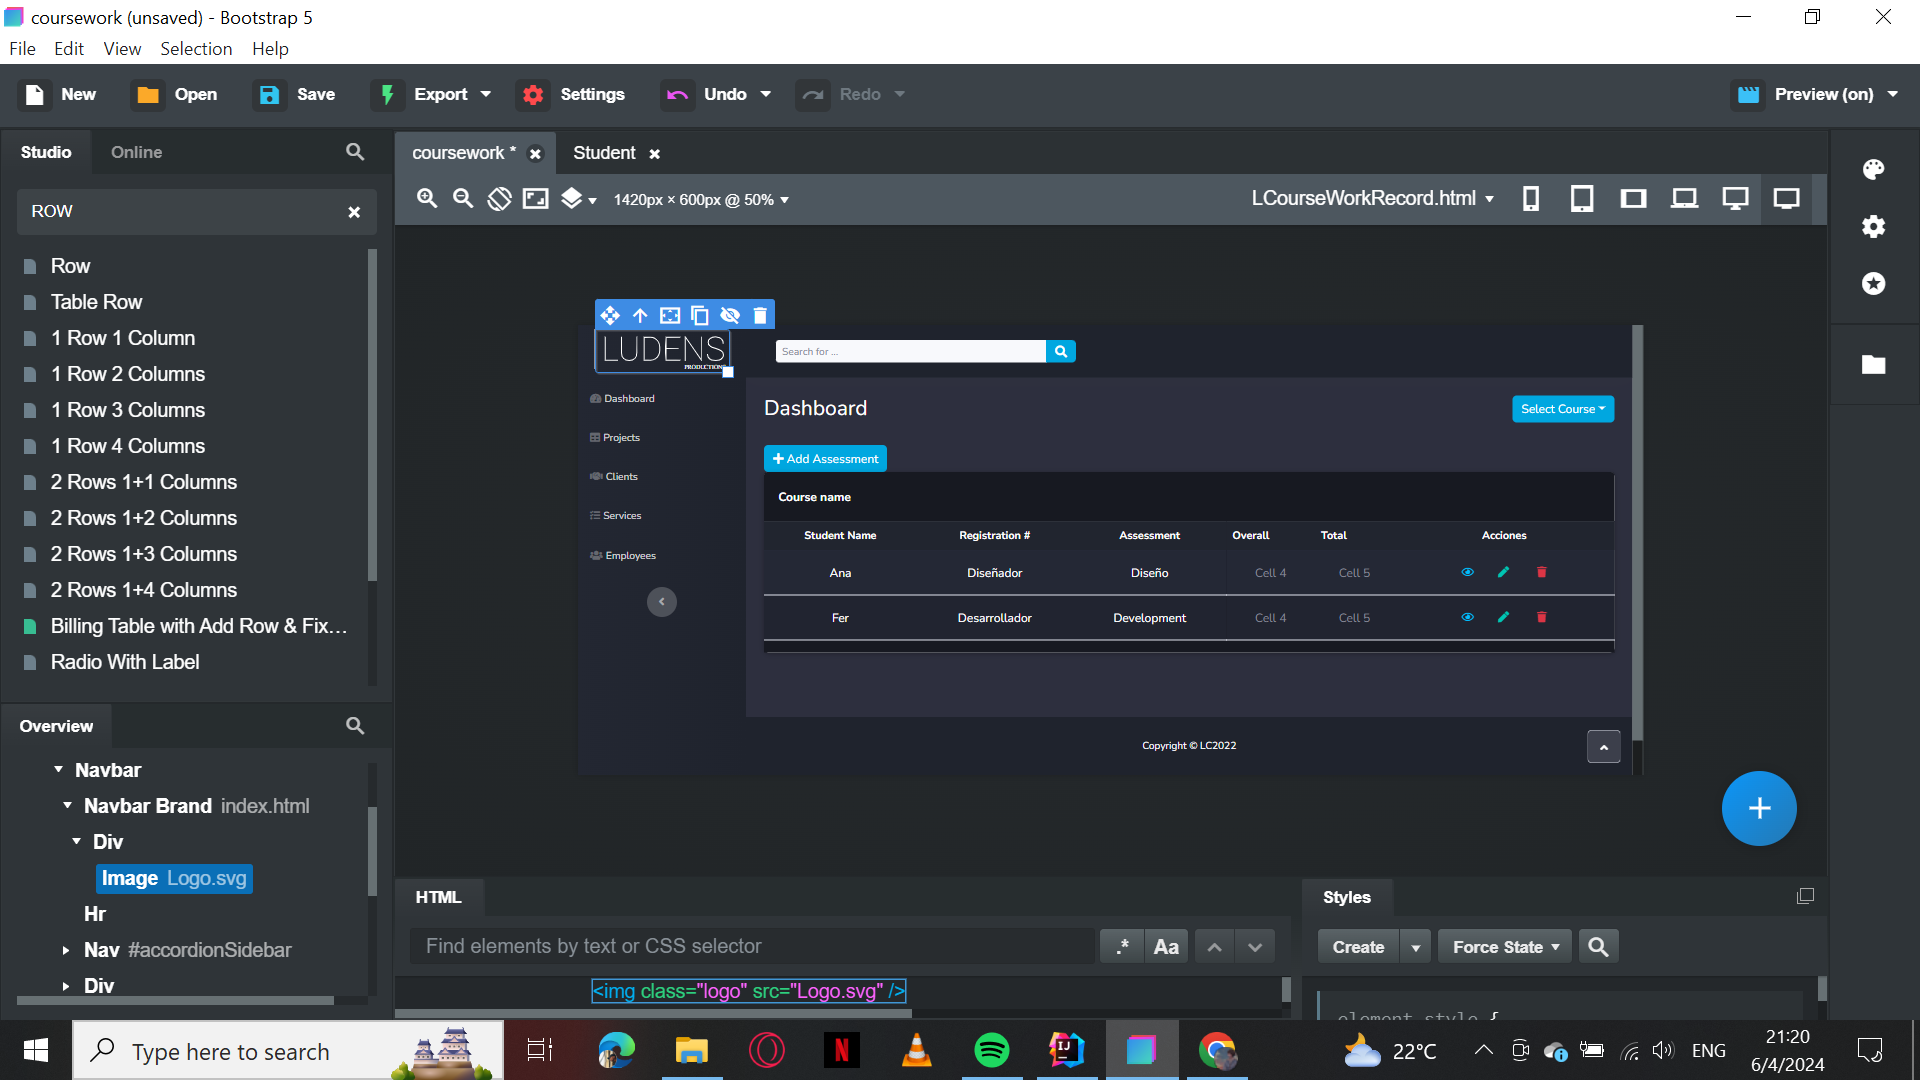 coursework (unsaved) - Bootstrap 5
File Edit View Selection Help
New Open Save Export Settings Undo Redo Preview (on)
Studio Online
coursework * Student
ROW
1420px × 600px @ 50%
LCourseWorkRecord.html
Row
Table Row
1 Row 1 Column
1 Row 2 Columns
1 Row 3 Columns
1 Row 4 Columns
2 Rows 1+1 Columns
2 Rows 1+2 Columns
2 Rows 1+3 Columns
2 Rows 1+4 Columns
Billing Table with Add Row & Fix...
Radio With Label
LUDENS
PRODUCTIONS
Search for ...
Dashboard
Projects
Clients
Services
Employees
Dashboard
Select Course
Add Assessment
Course name
Student Name Registration # Assessment Overall Total Acciones
Ana Diseñador Diseño Cell 4 Cell 5
Fer Desarrollador Development Cell 4 Cell 5
Copyright © LC2022
Overview
Navbar
Navbar Brand index.html
Div
Image Logo.svg
Hr
Nav #accordionSidebar
Div
HTML
Find elements by text or CSS selector
.* Aa
<img class="logo" src="Logo.svg" />
Styles
Create Force State
element.style {
Type here to search
N
IJ
22°C
ENG
21:20
6/4/2024